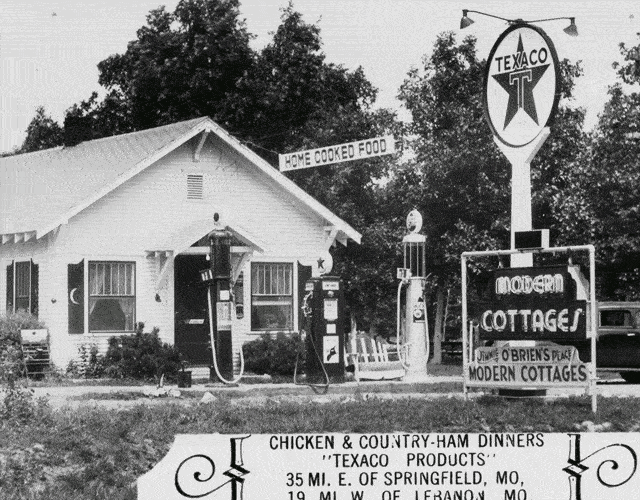 TEXACO
T
HOME COOKED FOOD
MODERN
COTTAGES
O'BRIEN'S PLACE
MODERN COTTAGES
CHICKEN & COUNTRY-HAM DINNERS
"TEXACO PRODUCTS"
35 MI. E. OF SPRINGFIELD, MO,
19 MI. W. OF LEBANON, MO